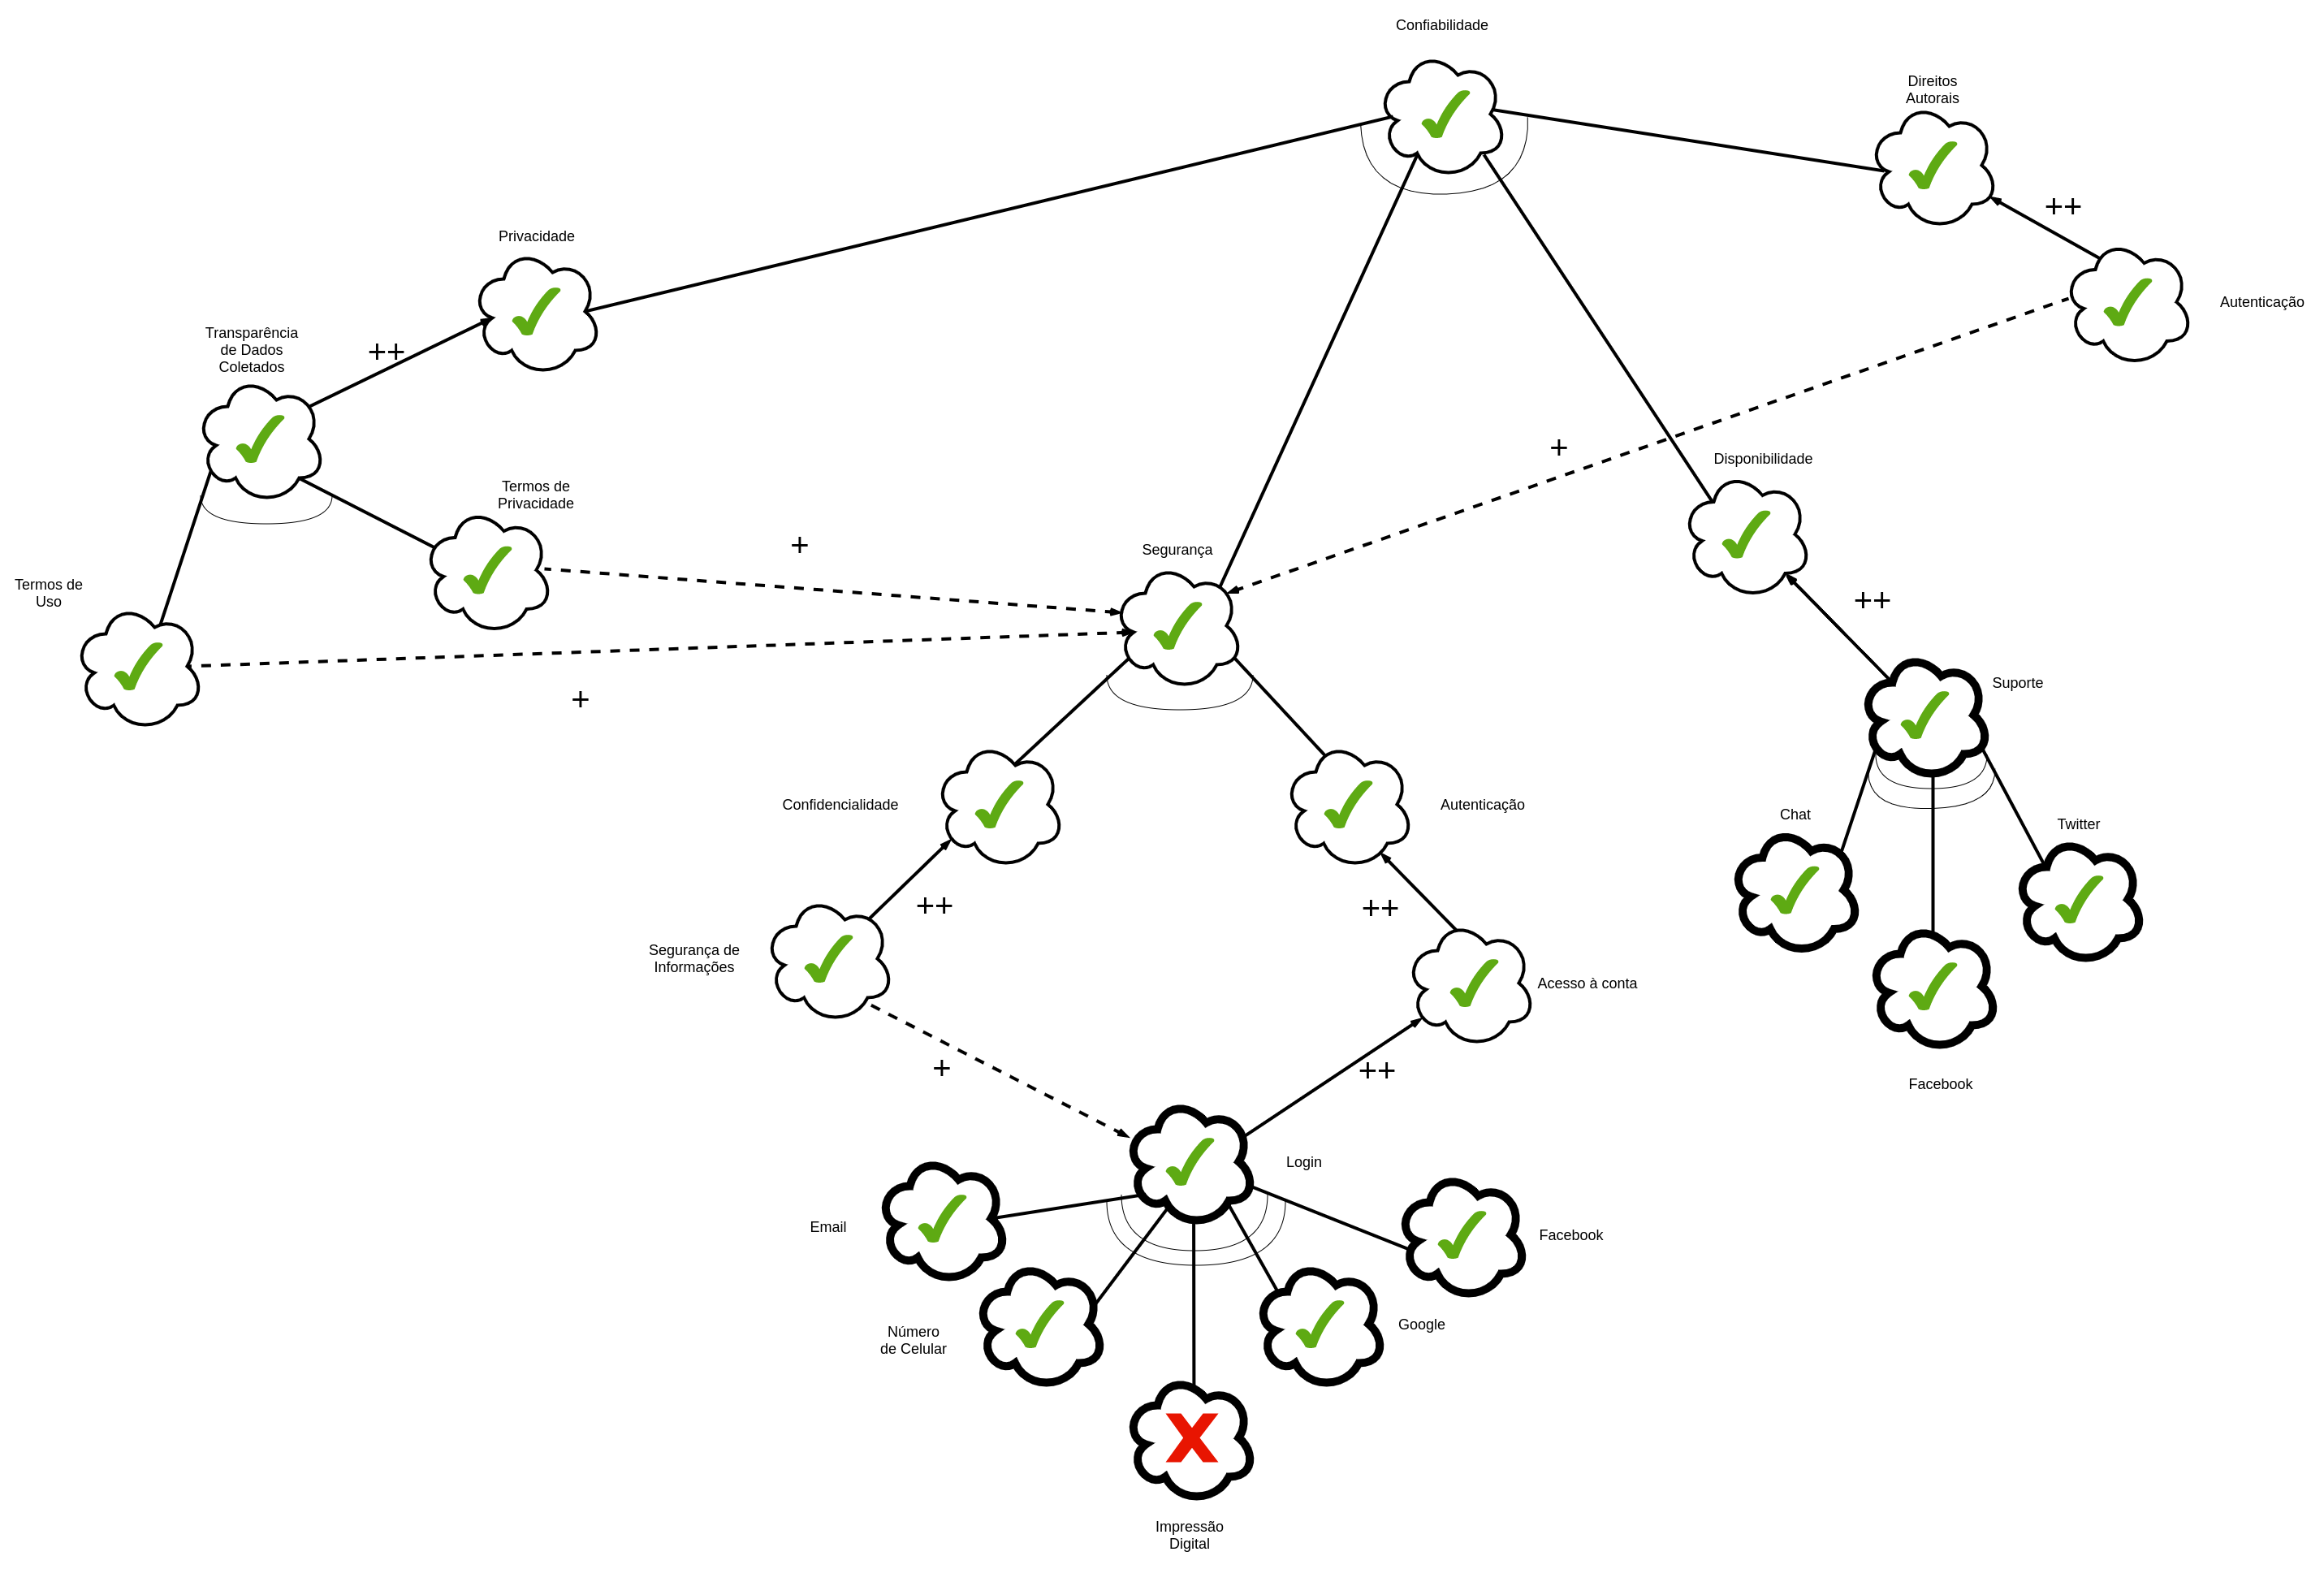 Confiabilidade
Direitos
Autorais
++
Privacidade
Autenticação
Transparência
de Dados
Coletados
++
+
Disponibilidade
Termos de
Privacidade
+
Segurança
Termos de
Uso
++
+
Suporte
Confidencialidade
Autenticação
Chat
Twitter
++
++
Segurança de
Informações
Acesso à conta
+
++
Facebook
Login
Email
Facebook
Número
de Celular
Google
X
Impressão
Digital